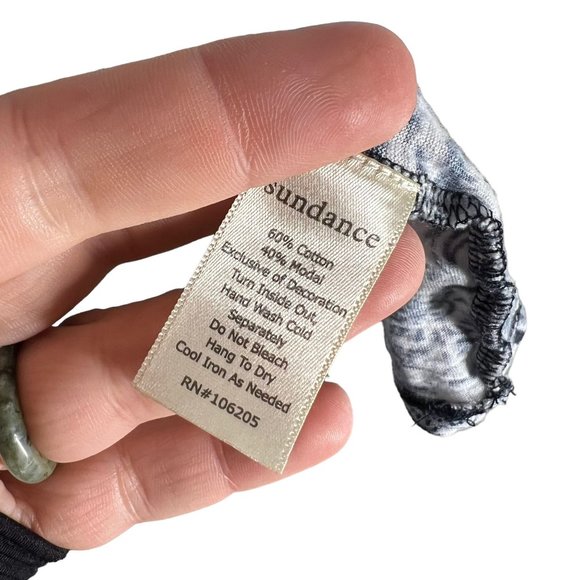 sundance
60% Cotton
40% Modal
Exclusive of Decoration
Turn Inside Out,
Hand Wash Cold
Separately
Do Not Bleach
Hang To Dry
Cool Iron As Needed
RN#106205